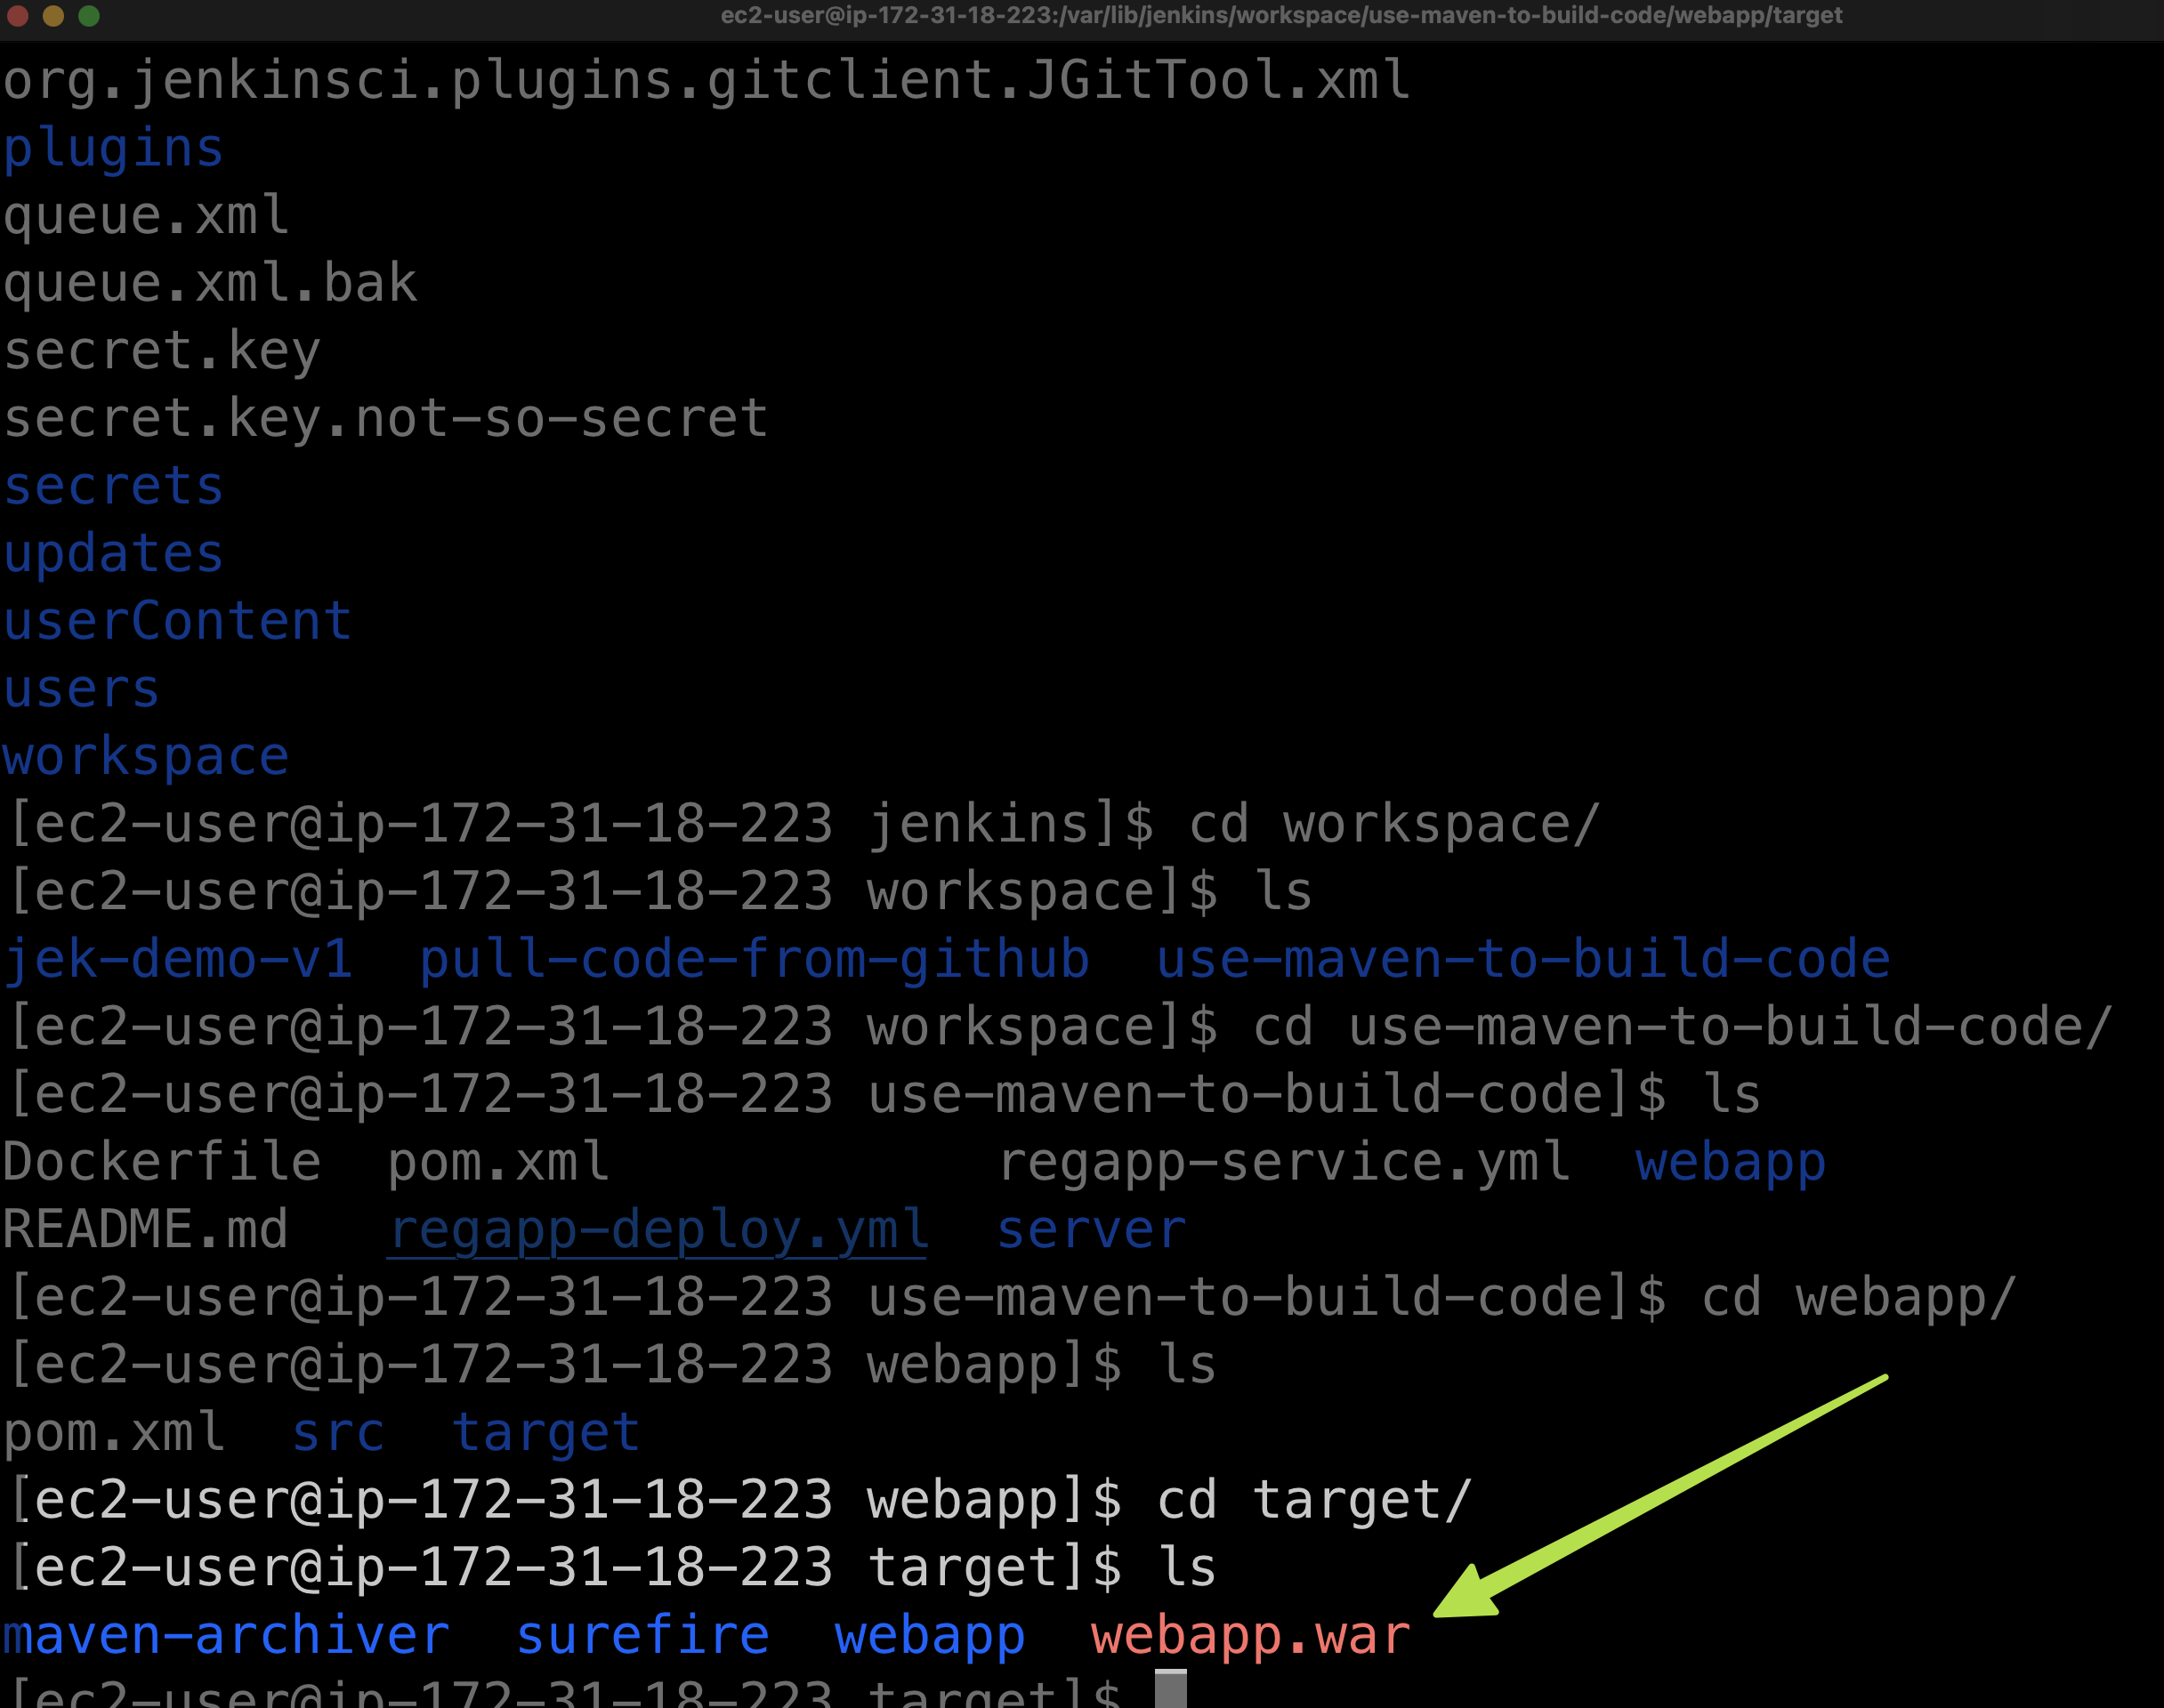 ec2-user@ip-172-31-18-223:/var/lib/jenkins/workspace/use-maven-to-build-code/webapp/target
org.jenkinsci.plugins.gitclient.JGitTool.xml
plugins
queue.xml
queue.xml.bak
secret.key
secret.key.not-so-secret
secrets
updates
userContent
users
workspace
[ec2-user@ip-172-31-18-223 jenkins]$ cd workspace/
[ec2-user@ip-172-31-18-223 workspace]$ ls
jek-demo-v1  pull-code-from-github  use-maven-to-build-code
[ec2-user@ip-172-31-18-223 workspace]$ cd use-maven-to-build-code/
[ec2-user@ip-172-31-18-223 use-maven-to-build-code]$ ls
Dockerfile  pom.xml            regapp-service.yml  webapp
README.md   regapp-deploy.yml  server
[ec2-user@ip-172-31-18-223 use-maven-to-build-code]$ cd webapp/
[ec2-user@ip-172-31-18-223 webapp]$ ls
pom.xml  src  target
[ec2-user@ip-172-31-18-223 webapp]$ cd target/
[ec2-user@ip-172-31-18-223 target]$ ls
maven-archiver  surefire  webapp  webapp.war
[ec2-user@ip-172-31-18-223 target]$